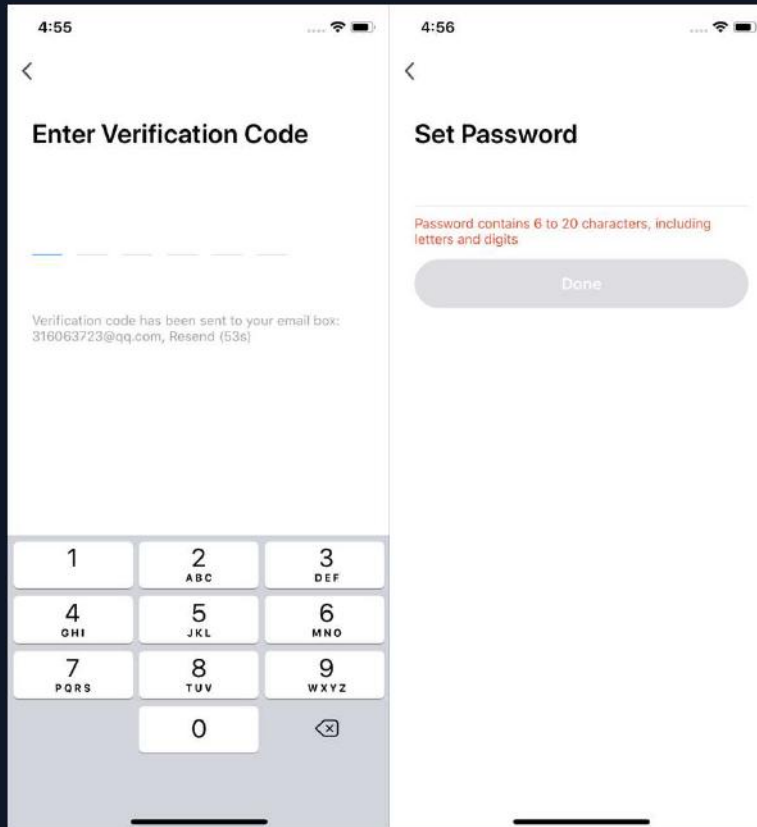 4:55
Enter Verification Code
Verification code has been sent to your email box:
316063723@qq.com, Resend (53s)
1
2
ABC
3
DEF
4
GHI
5
JKL
6
MNO
7
PQRS
8
TUV
9
WXYZ
0
4:56
Set Password
Password contains 6 to 20 characters, including
letters and digits
Done